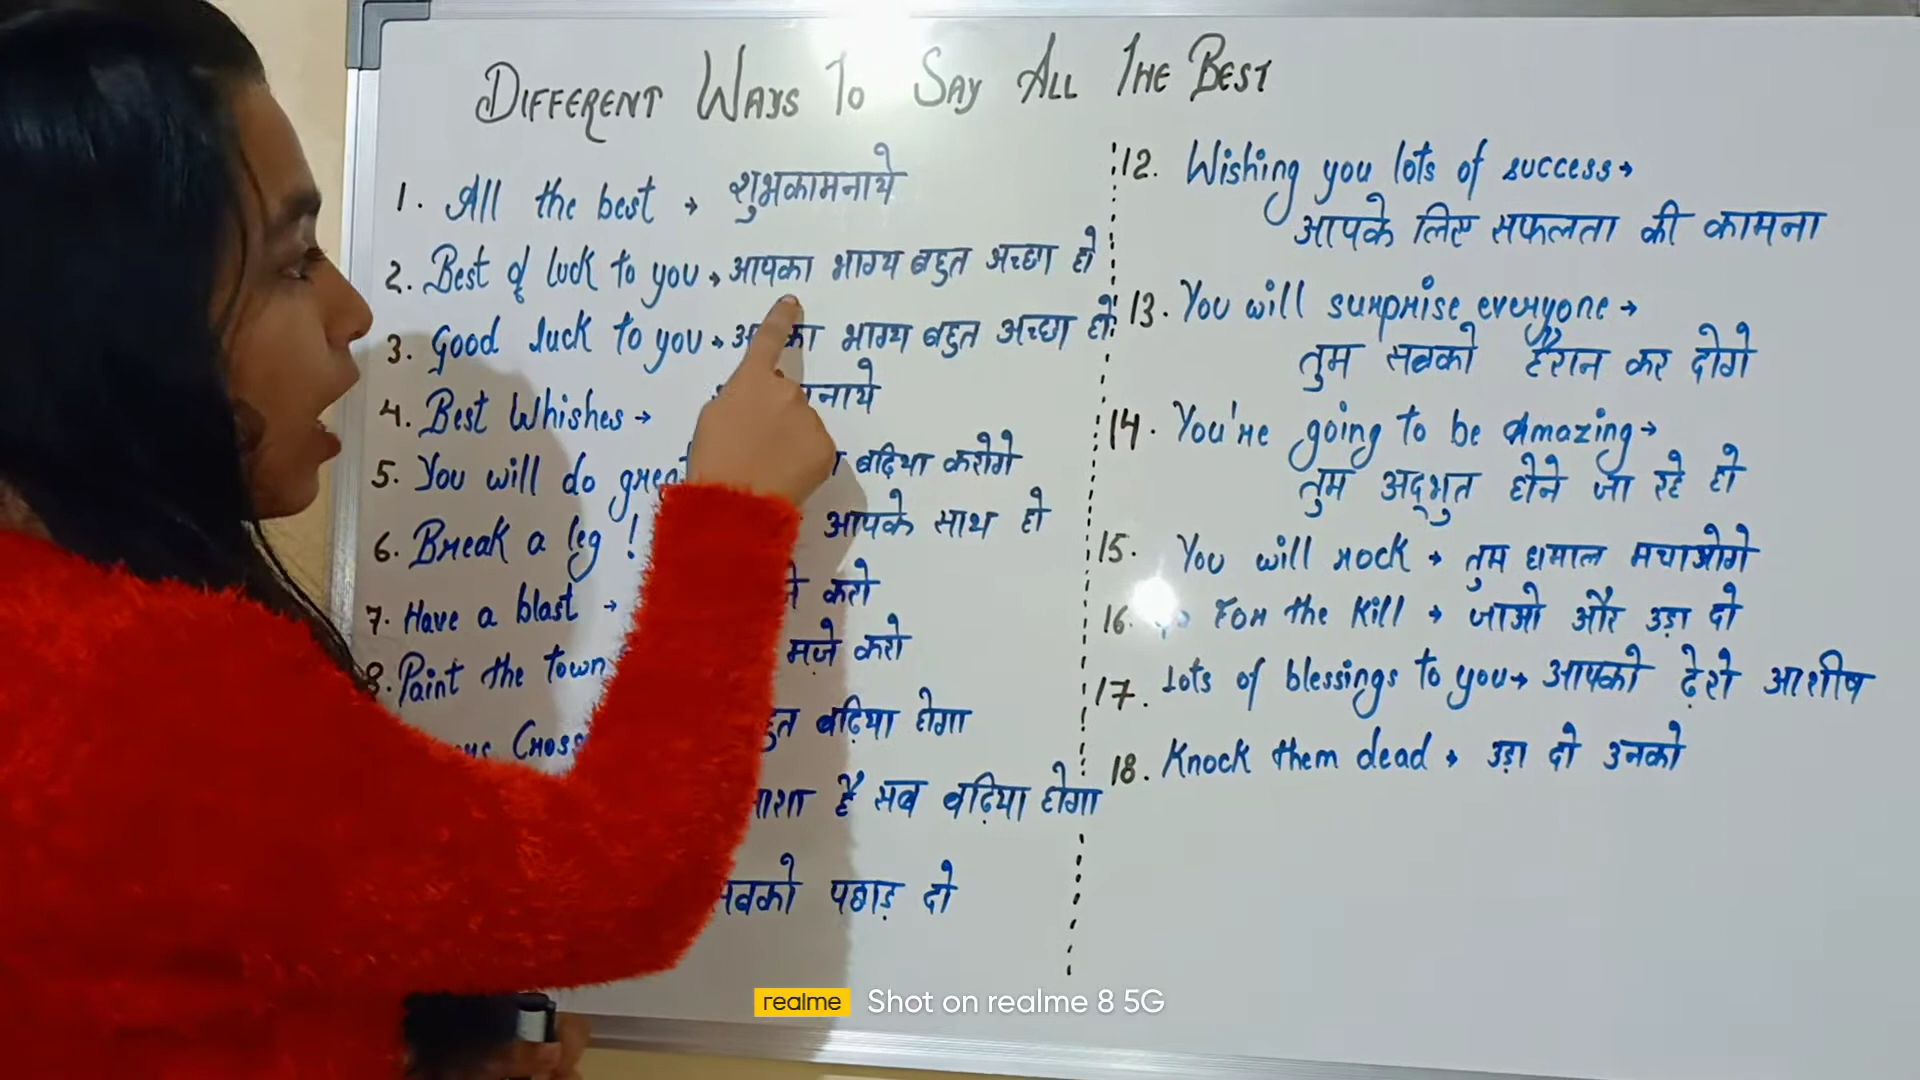 DIFFERENT WAYS TO SAY ALL THE BEST
1. All the best → शुभकामनाये
2. Best of luck to you → आपका भाग्य बहुत अच्छा हो
3. Good luck to you → का भाग्य बहुत अच्छा हो
4. Best Whishes → नाये
5. You will do great बढ़िया करोगे
6. Break a leg ! आपके साथ हो
7. Have a blast → करो
8. Paint the town मजे करो
बढ़िया होगा
है सब बढ़िया होगा
सबको पछाड़ दो
12. Wishing you lots of success →
आपके लिए सफलता की कामना
13. You will surprise everyone →
तुम सबको हैरान कर दोगे
14. You're going to be Amazing →
तुम अद्भुत होने जा रहे हो
15. You will rock → तुम धमाल मचाओगे
16. For the Kill → जाओ और उड़ा दो
17. Lots of blessings to you → आपको ढ़ेरो आशीष
18. Knock them dead → उड़ा दो उनको
realme Shot on realme 8 5G